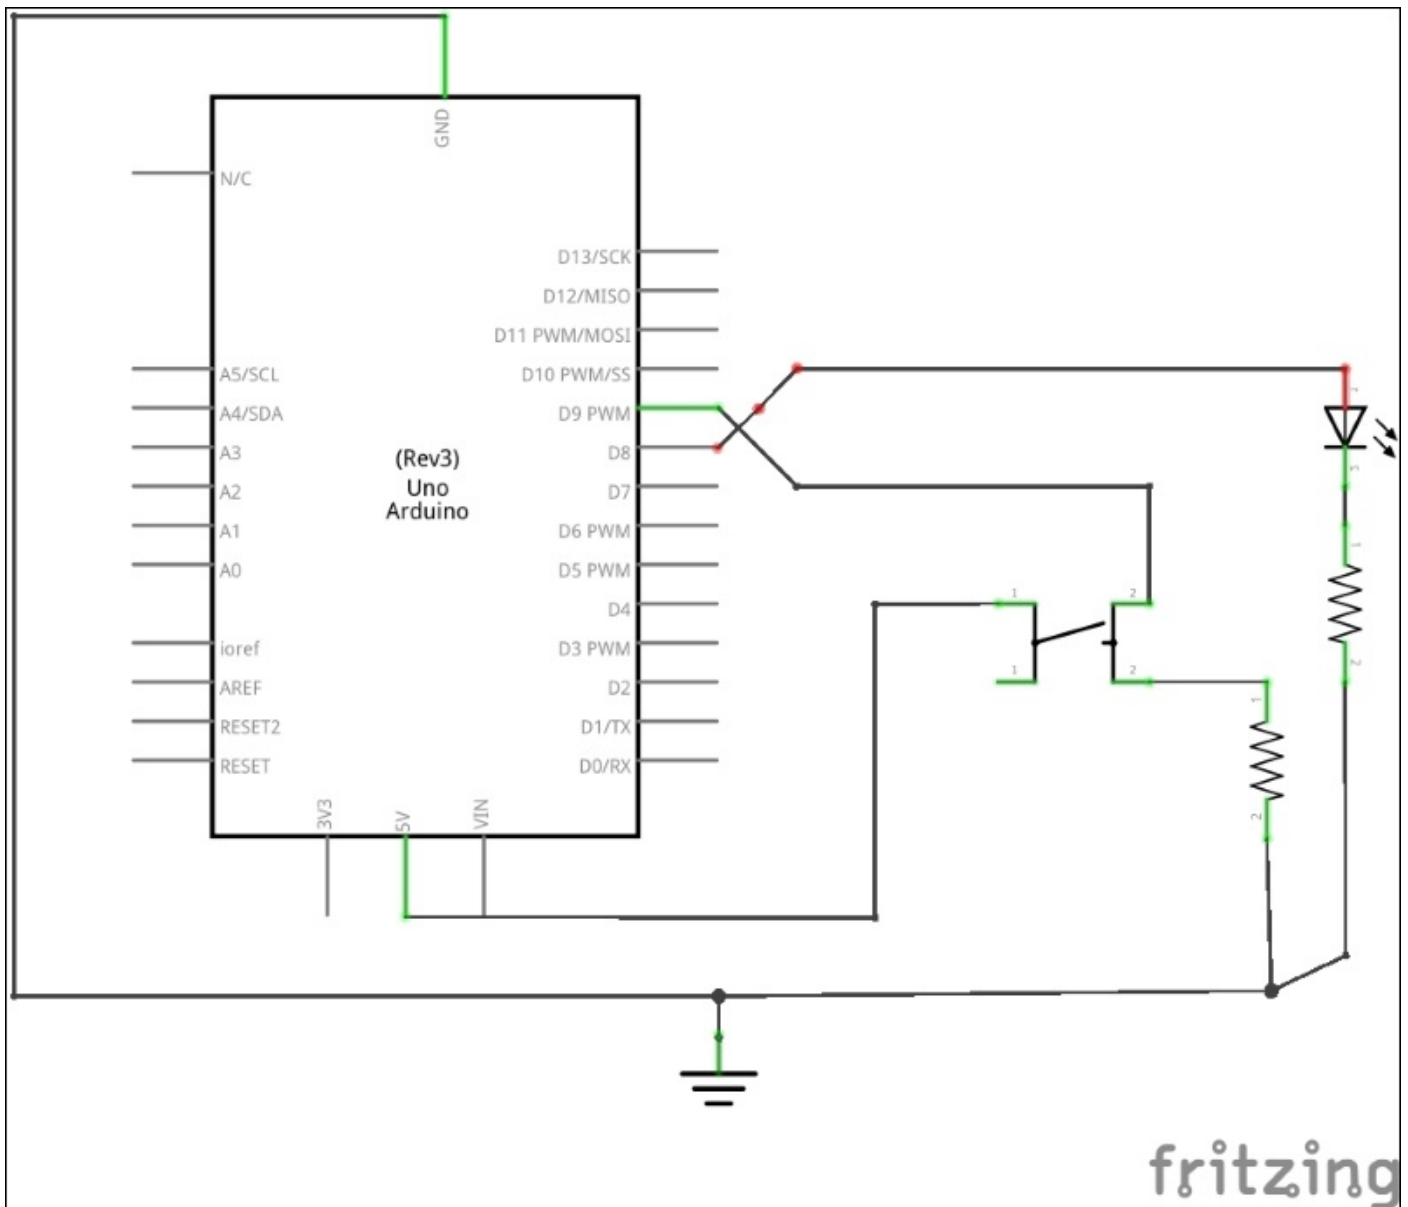 GND
N/C
D13/SCK
D12/MISO
D11 PWM/MOSI
A5/SCL
D10 PWM/SS
A4/SDA
D9 PWM
A3
D8
(Rev3)
Uno
Arduino
A2
D7
A1
D6 PWM
A0
D5 PWM
D4
ioref
D3 PWM
AREF
D2
RESET2
D1/TX
RESET
D0/RX
3V3
5V
VIN
1
2
1
2
1
2
1
2
fritzing